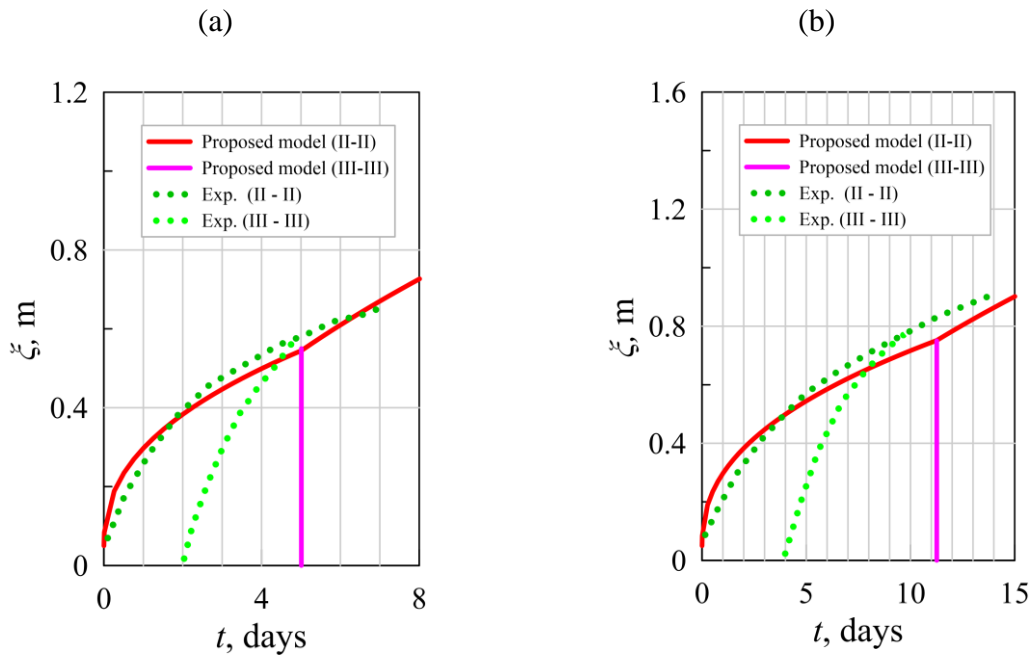 (a)
1.2
Proposed model (II-II)
Proposed model (III-III)
Exp. (II - II)
Exp. (III - III)
0.8
ξ, m
0.4
0
0 4 8
t, days
(b)
1.6
Proposed model (II-II)
Proposed model (III-III)
Exp. (II - II)
Exp. (III - III)
1.2
ξ, m
0.8
0.4
0
0 5 10 15
t, days